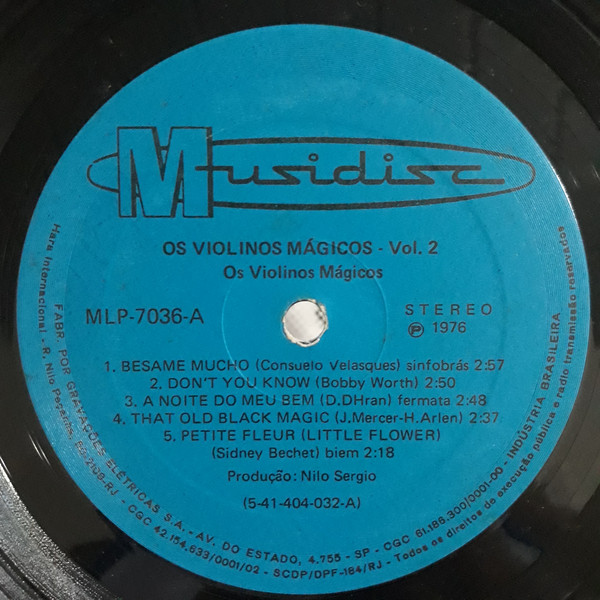 Musidisc
OS VIOLINOS MÁGICOS - Vol. 2
Os Violinos Mágicos
MLP-7036-A
STEREO
Ⓟ 1976
1. BESAME MUCHO (Consuelo Velasques) sinfobrás 2:57
2. DON'T YOU KNOW (Bobby Worth) 2:50
3. A NOITE DO MEU BEM (D.DHran) fermata 2:48
4. THAT OLD BLACK MAGIC (J.Mercer-H.Arlen) 2:37
5. PETITE FLEUR (LITTLE FLOWER)
(Sidney Bechet) biem 2:18
Produção: Nilo Sergio
(5-41-404-032-A)
FABR. POR GRAVAÇÕES ELÉTRICAS S.A. - AV. DO ESTADO, 4.755 - SP - CGC 61.186.300/0001-00 - INDÚSTRIA BRASILEIRA
Hara Internacional - R. Nilo Peçanha, -RJ - CGC 42.154.633/0001/02 - SCDP/DPF-184/RJ - Todos os direitos de execução pública e radio transmissão reservados